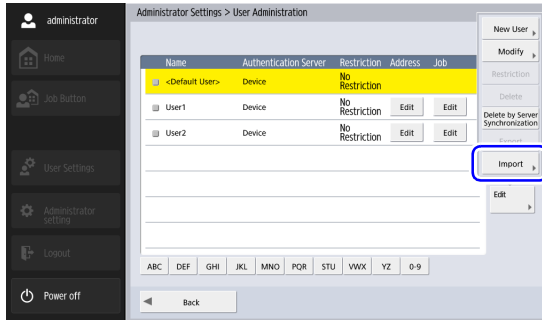 administrator
Home
Job Button
User Settings
Administrator
setting
Logout
Power off
Administrator Settings > User Administration
Name Authentication Server Restriction Address Job
<Default User> Device No
Restriction
User1 Device No
Restriction Edit Edit
User2 Device No
Restriction Edit Edit
ABC DEF GHI JKL MNO PQR STU VWX YZ 0-9
Back
New User
Modify
Restriction
Delete
Delete by Server
Synchronization
Export
Import
Edit